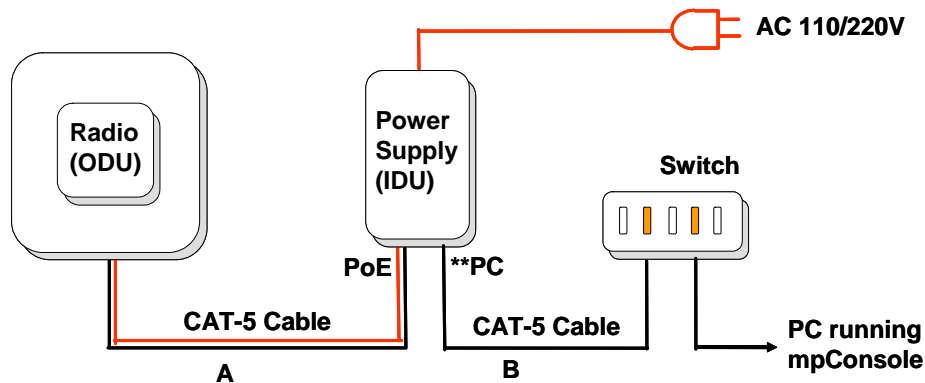 AC 110/220V
Radio
(ODU)
Power
Supply
(IDU)
Switch
PoE
**PC
CAT-5 Cable
CAT-5 Cable
PC running
mpConsole
A
B